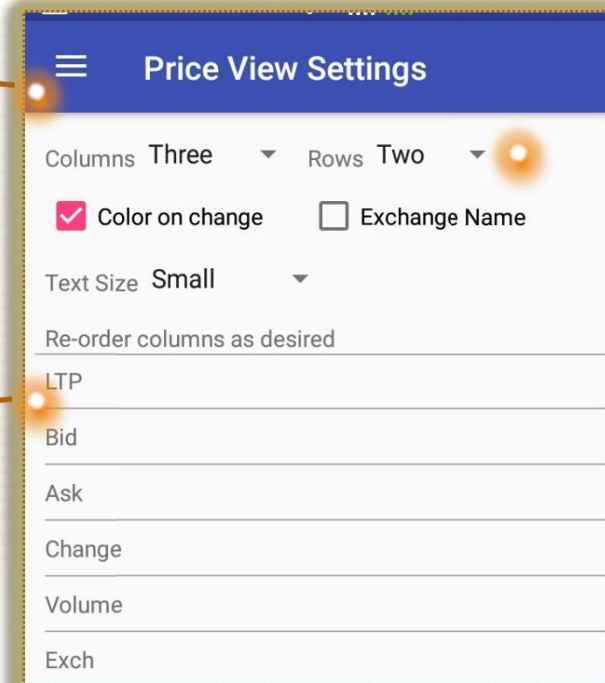 Price View Settings
Columns Three Rows Two
Color on change Exchange Name
Text Size Small
Re-order columns as desired
LTP
Bid
Ask
Change
Volume
Exch